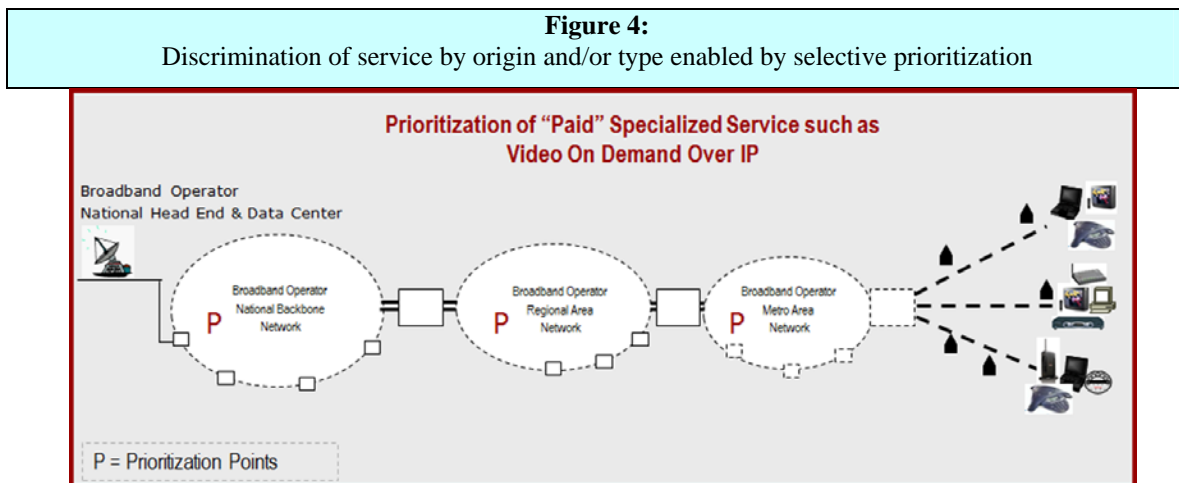 Figure 4:
Discrimination of service by origin and/or type enabled by selective prioritization
Prioritization of “Paid” Specialized Service such as
Video On Demand Over IP
Broadband Operator
National Head End & Data Center
Broadband Operator
National Backbone
Network
P
Broadband Operator
Regional Area
Network
P
Broadband Operator
Metro Area
Network
P
P = Prioritization Points